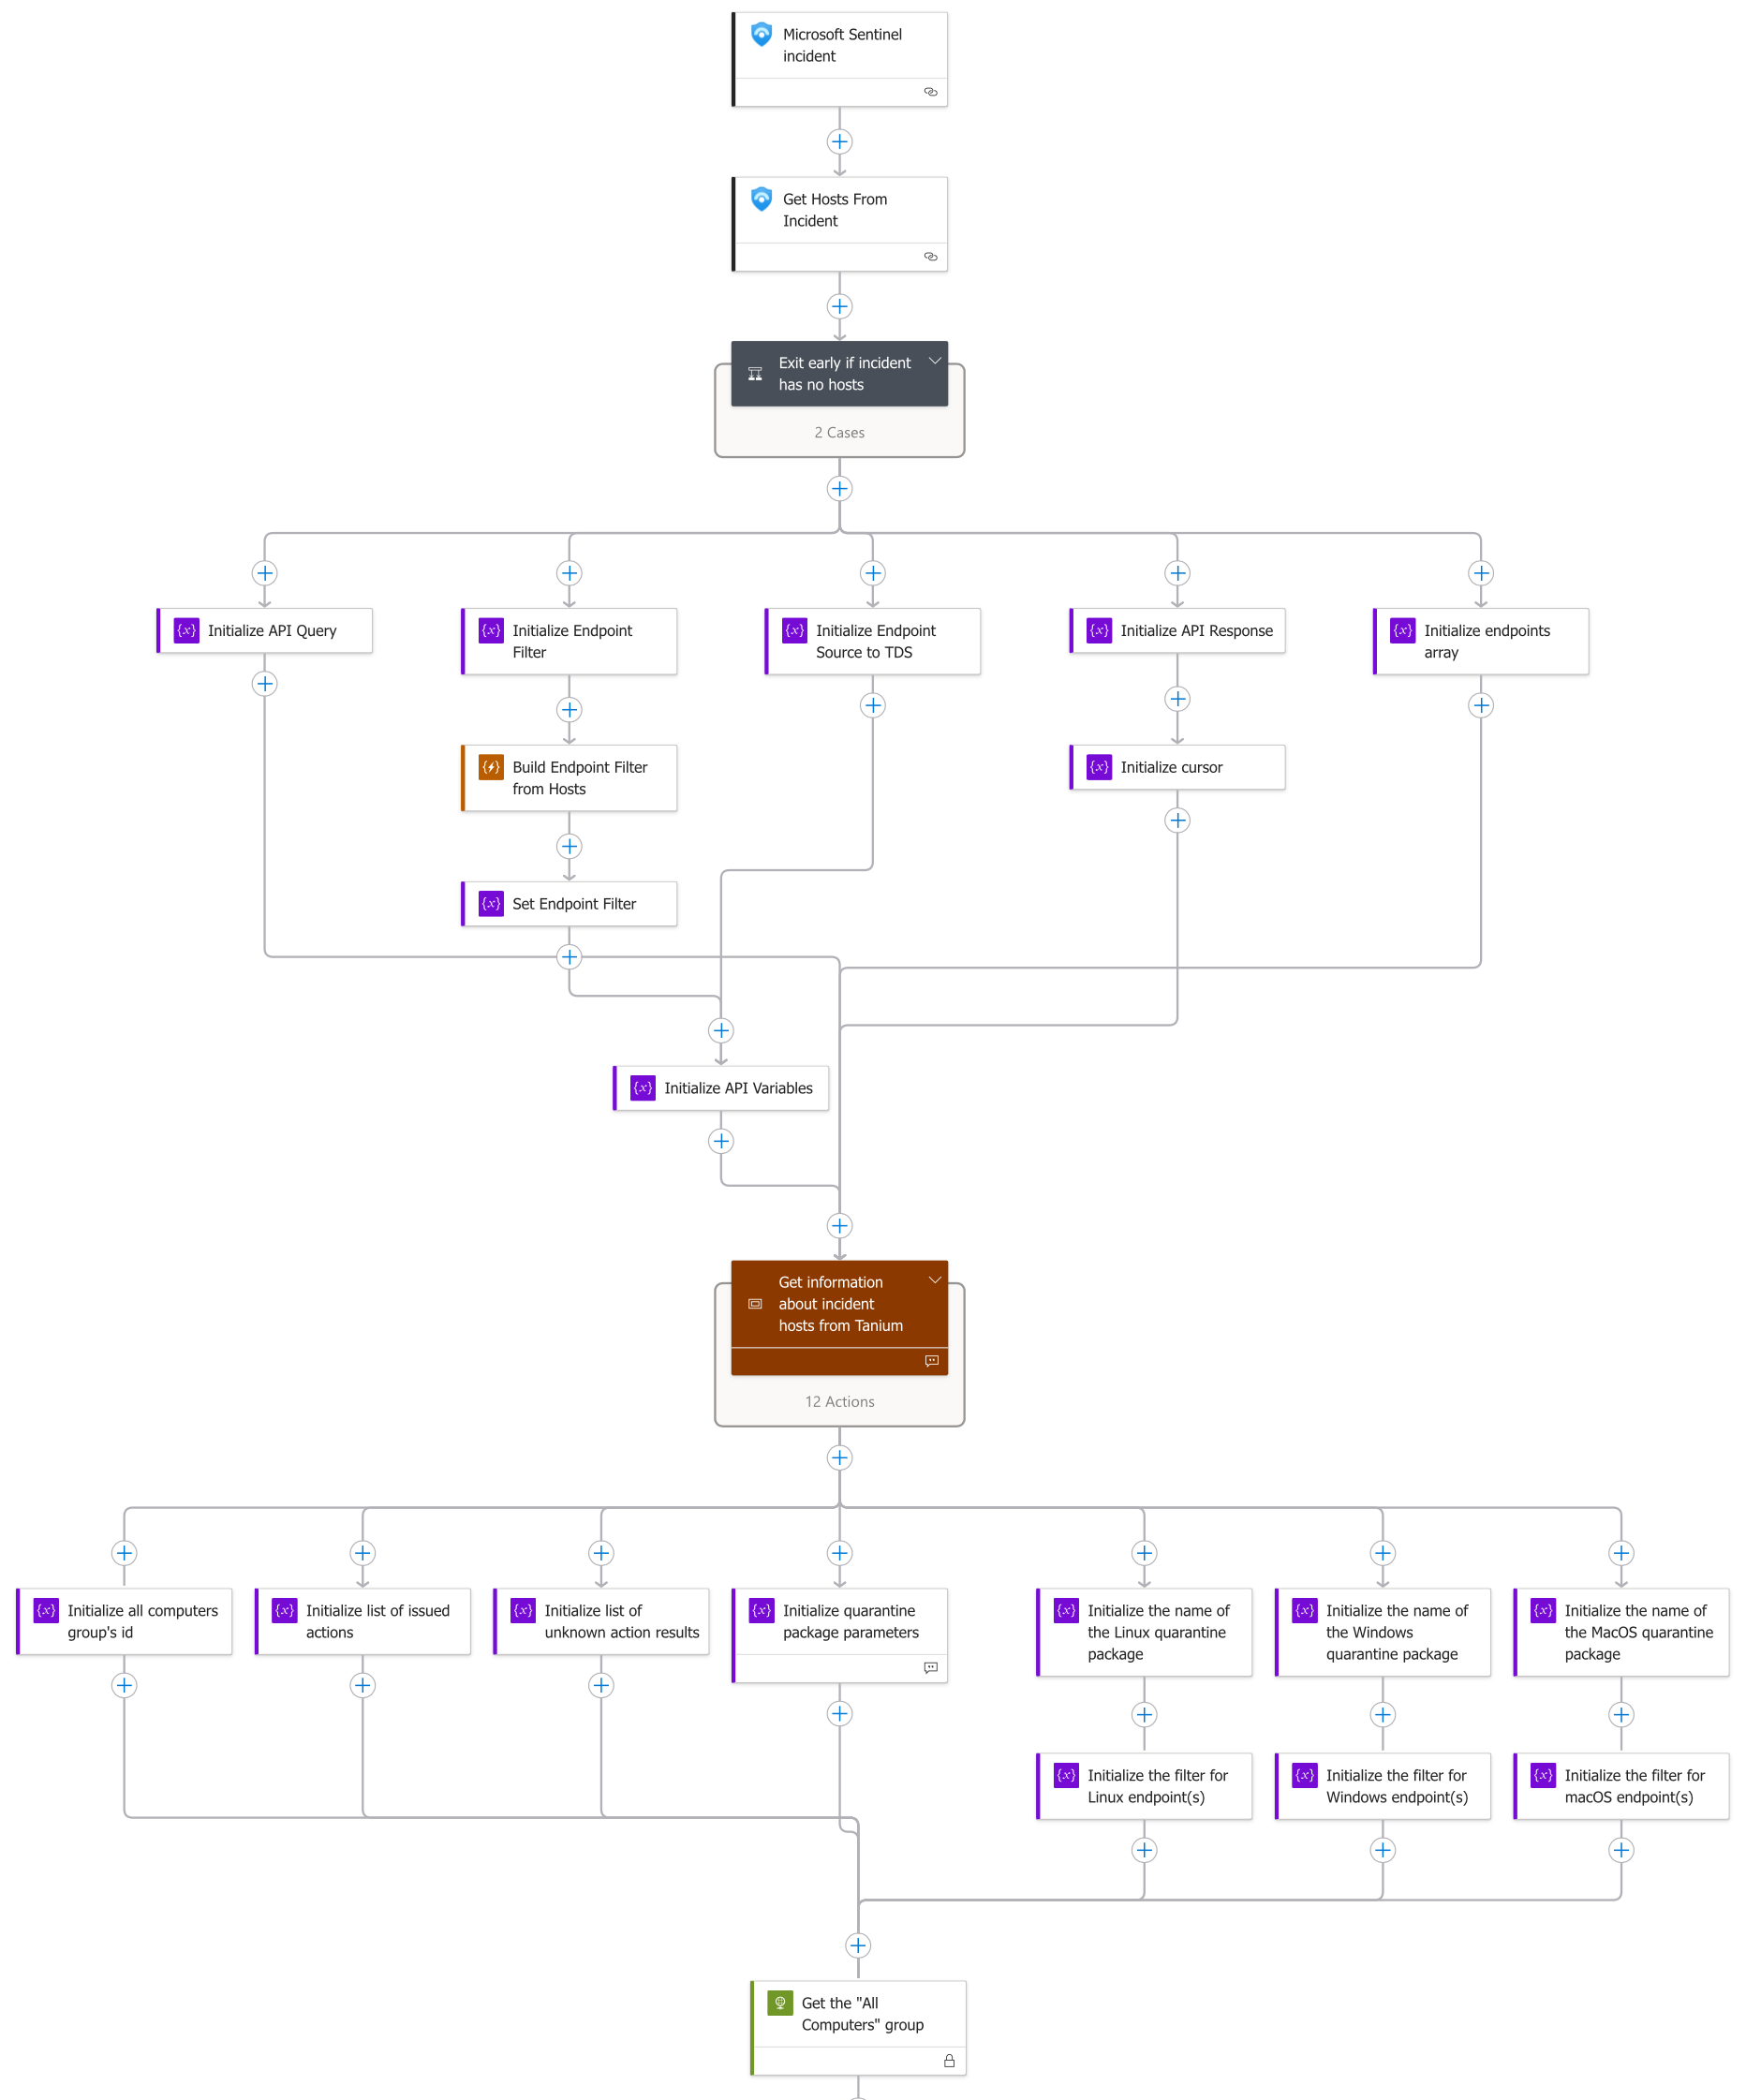 Microsoft Sentinel
incident
Get Hosts From
Incident
Exit early if incident
has no hosts
2 Cases
{x} Initialize API Query
{x} Initialize Endpoint
Filter
{x} Initialize Endpoint
Source to TDS
{x} Initialize API Response
{x} Initialize endpoints
array
Build Endpoint Filter
from Hosts
{x} Initialize cursor
{x} Set Endpoint Filter
{x} Initialize API Variables
Get information
about incident
hosts from Tanium
12 Actions
{x} Initialize all computers
group's id
{x} Initialize list of issued
actions
{x} Initialize list of
unknown action results
{x} Initialize quarantine
package parameters
{x} Initialize the name of
the Linux quarantine
package
{x} Initialize the name of
the Windows
quarantine package
{x} Initialize the name of
the MacOS quarantine
package
{x} Initialize the filter for
Linux endpoint(s)
{x} Initialize the filter for
Windows endpoint(s)
{x} Initialize the filter for
macOS endpoint(s)
Get the "All
Computers" group